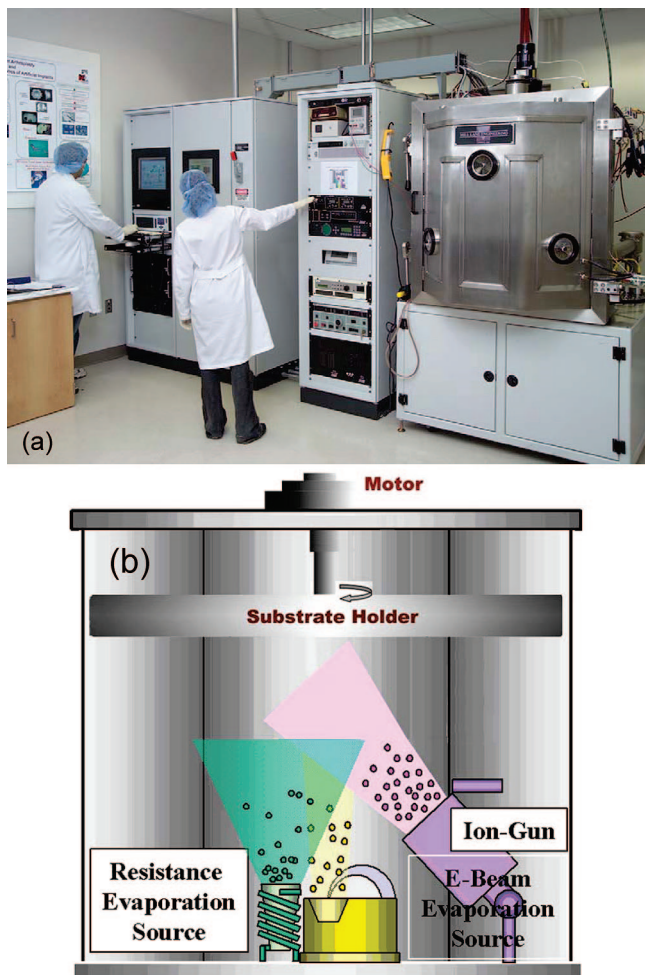 (a)
Motor
(b)
Substrate Holder
Ion-Gun
Resistance
Evaporation
Source
E-Beam
Evaporation
Source